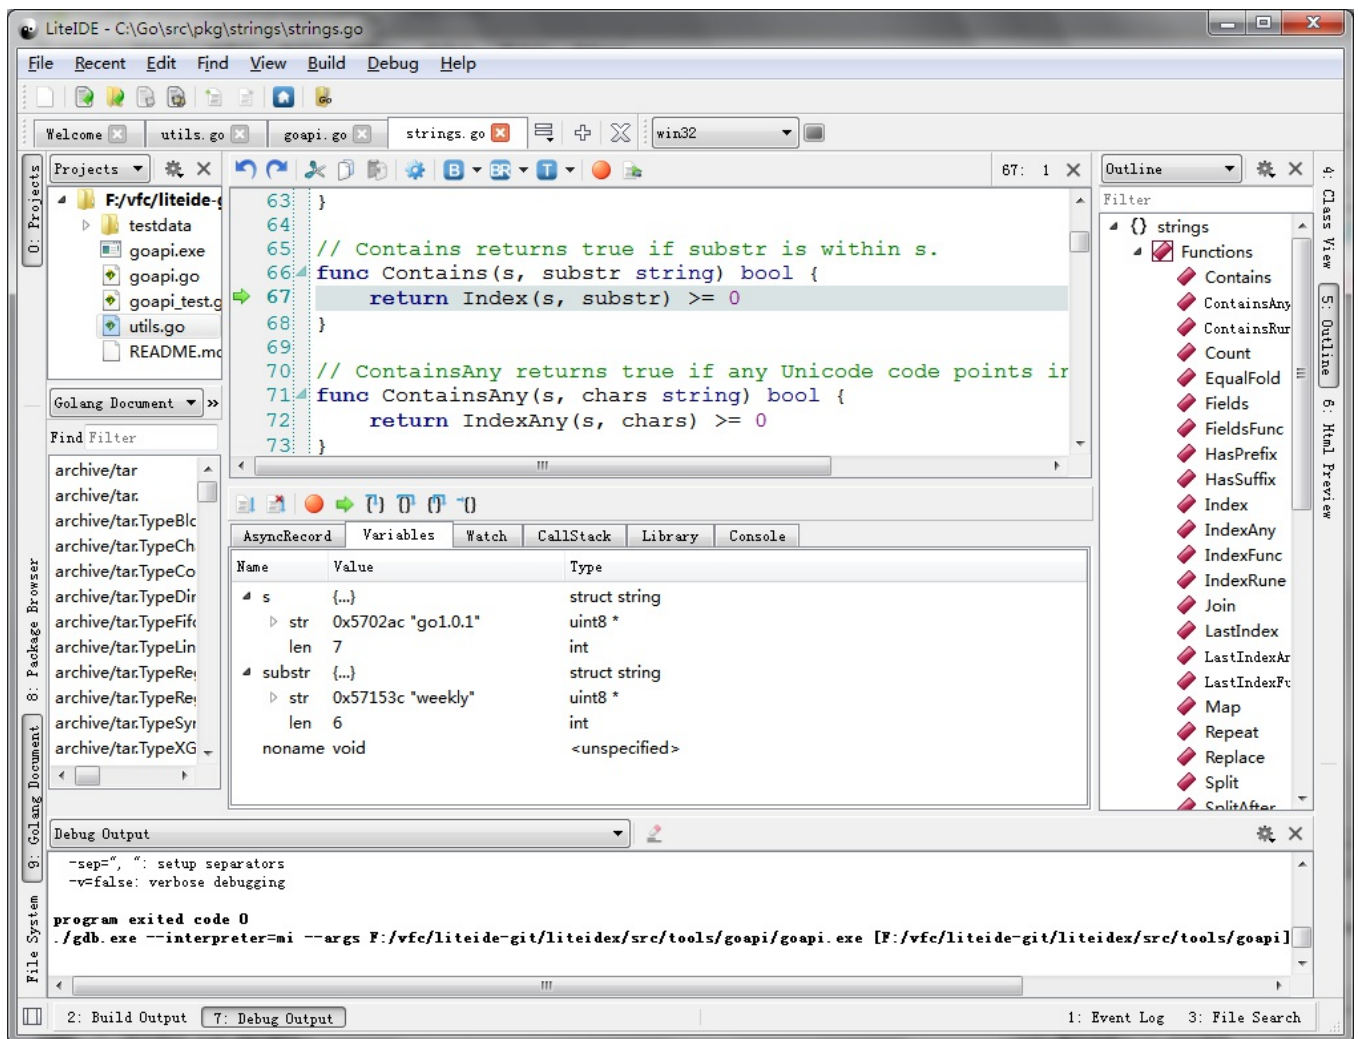 LiteIDE - C:\Go\src\pkg\strings\strings.go
File Recent Edit Find View Build Debug Help
Welcome utils.go goapi.go strings.go win32
Projects
67: 1
Outline
0: Projects
F:/vfc/liteide-g
testdata
goapi.exe
goapi.go
goapi_test.g
utils.go
README.md
63 }
64
65 // Contains returns true if substr is within s.
66 func Contains(s, substr string) bool {
67 return Index(s, substr) >= 0
68 }
69
70 // ContainsAny returns true if any Unicode code points in
71 func ContainsAny(s, chars string) bool {
72 return IndexAny(s, chars) >= 0
73 }
Filter
{} strings
Functions
Contains
ContainsAny
ContainsRun
Count
EqualFold
Fields
FieldsFunc
HasPrefix
HasSuffix
Index
IndexAny
IndexFunc
IndexRune
Join
LastIndex
LastIndexAn
LastIndexFu
Map
Repeat
Replace
Split
SplitAfter
4: Class View
5: Outline
6: Html Preview
Golang Document »
Find Filter
archive/tar
archive/tar.
archive/tar.TypeBlc
archive/tar.TypeCh
archive/tar.TypeCo
archive/tar.TypeDir
archive/tar.TypeFifo
archive/tar.TypeLin
archive/tar.TypeReg
archive/tar.TypeReg
archive/tar.TypeSyr
archive/tar.TypeXG
8: Package Browser
9: Golang Document
File System
AsyncRecord Variables Watch CallStack Library Console
Name Value Type
s {...} struct string
str 0x5702ac "go1.0.1" uint8 *
len 7 int
substr {...} struct string
str 0x57153c "weekly" uint8 *
len 6 int
noname void <unspecified>
Debug Output
-sep=", ": setup separators
-v=false: verbose debugging
program exited code 0
./gdb.exe --interpreter=mi --args F:/vfc/liteide-git/liteidex/src/tools/goapi/goapi.exe [F:/vfc/liteide-git/liteidex/src/tools/goapi]
2: Build Output 7: Debug Output 1: Event Log 3: File Search